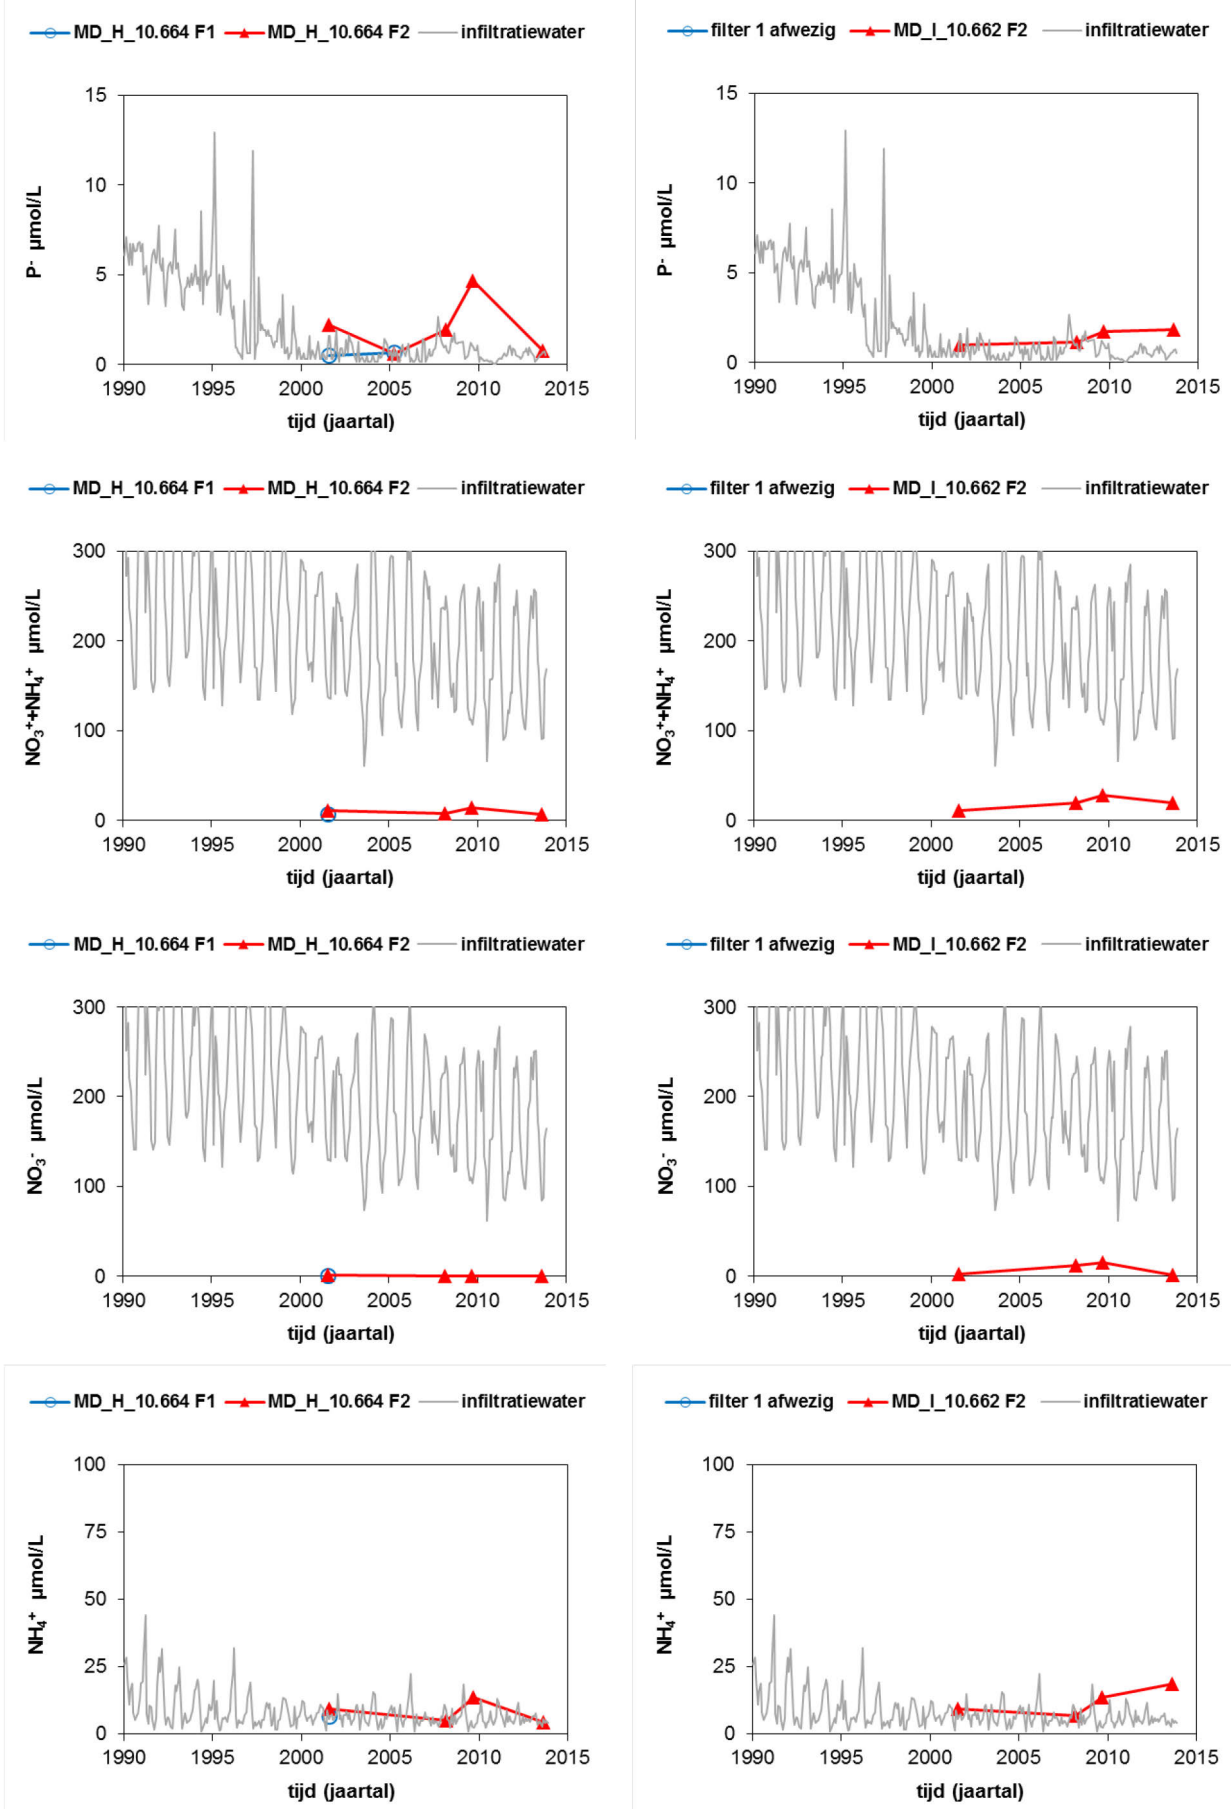 MD_H_10.664 F1 MD_H_10.664 F2 infiltratiewater
15
10
5
0
P- µmol/L
1990 1995 2000 2005 2010 2015
tijd (jaartal)
filter 1 afwezig MD_I_10.662 F2 infiltratiewater
15
10
5
0
P- µmol/L
1990 1995 2000 2005 2010 2015
tijd (jaartal)
MD_H_10.664 F1 MD_H_10.664 F2 infiltratiewater
300
200
100
0
NO₃⁺+NH₄⁺ µmol/L
1990 1995 2000 2005 2010 2015
tijd (jaartal)
filter 1 afwezig MD_I_10.662 F2 infiltratiewater
300
200
100
0
NO₃⁺+NH₄⁺ µmol/L
1990 1995 2000 2005 2010 2015
tijd (jaartal)
MD_H_10.664 F1 MD_H_10.664 F2 infiltratiewater
300
200
100
0
NO₃⁻ µmol/L
1990 1995 2000 2005 2010 2015
tijd (jaartal)
filter 1 afwezig MD_I_10.662 F2 infiltratiewater
300
200
100
0
NO₃⁻ µmol/L
1990 1995 2000 2005 2010 2015
tijd (jaartal)
MD_H_10.664 F1 MD_H_10.664 F2 infiltratiewater
100
75
50
25
0
NH₄⁺ µmol/L
1990 1995 2000 2005 2010 2015
tijd (jaartal)
filter 1 afwezig MD_I_10.662 F2 infiltratiewater
100
75
50
25
0
NH₄⁺ µmol/L
1990 1995 2000 2005 2010 2015
tijd (jaartal)